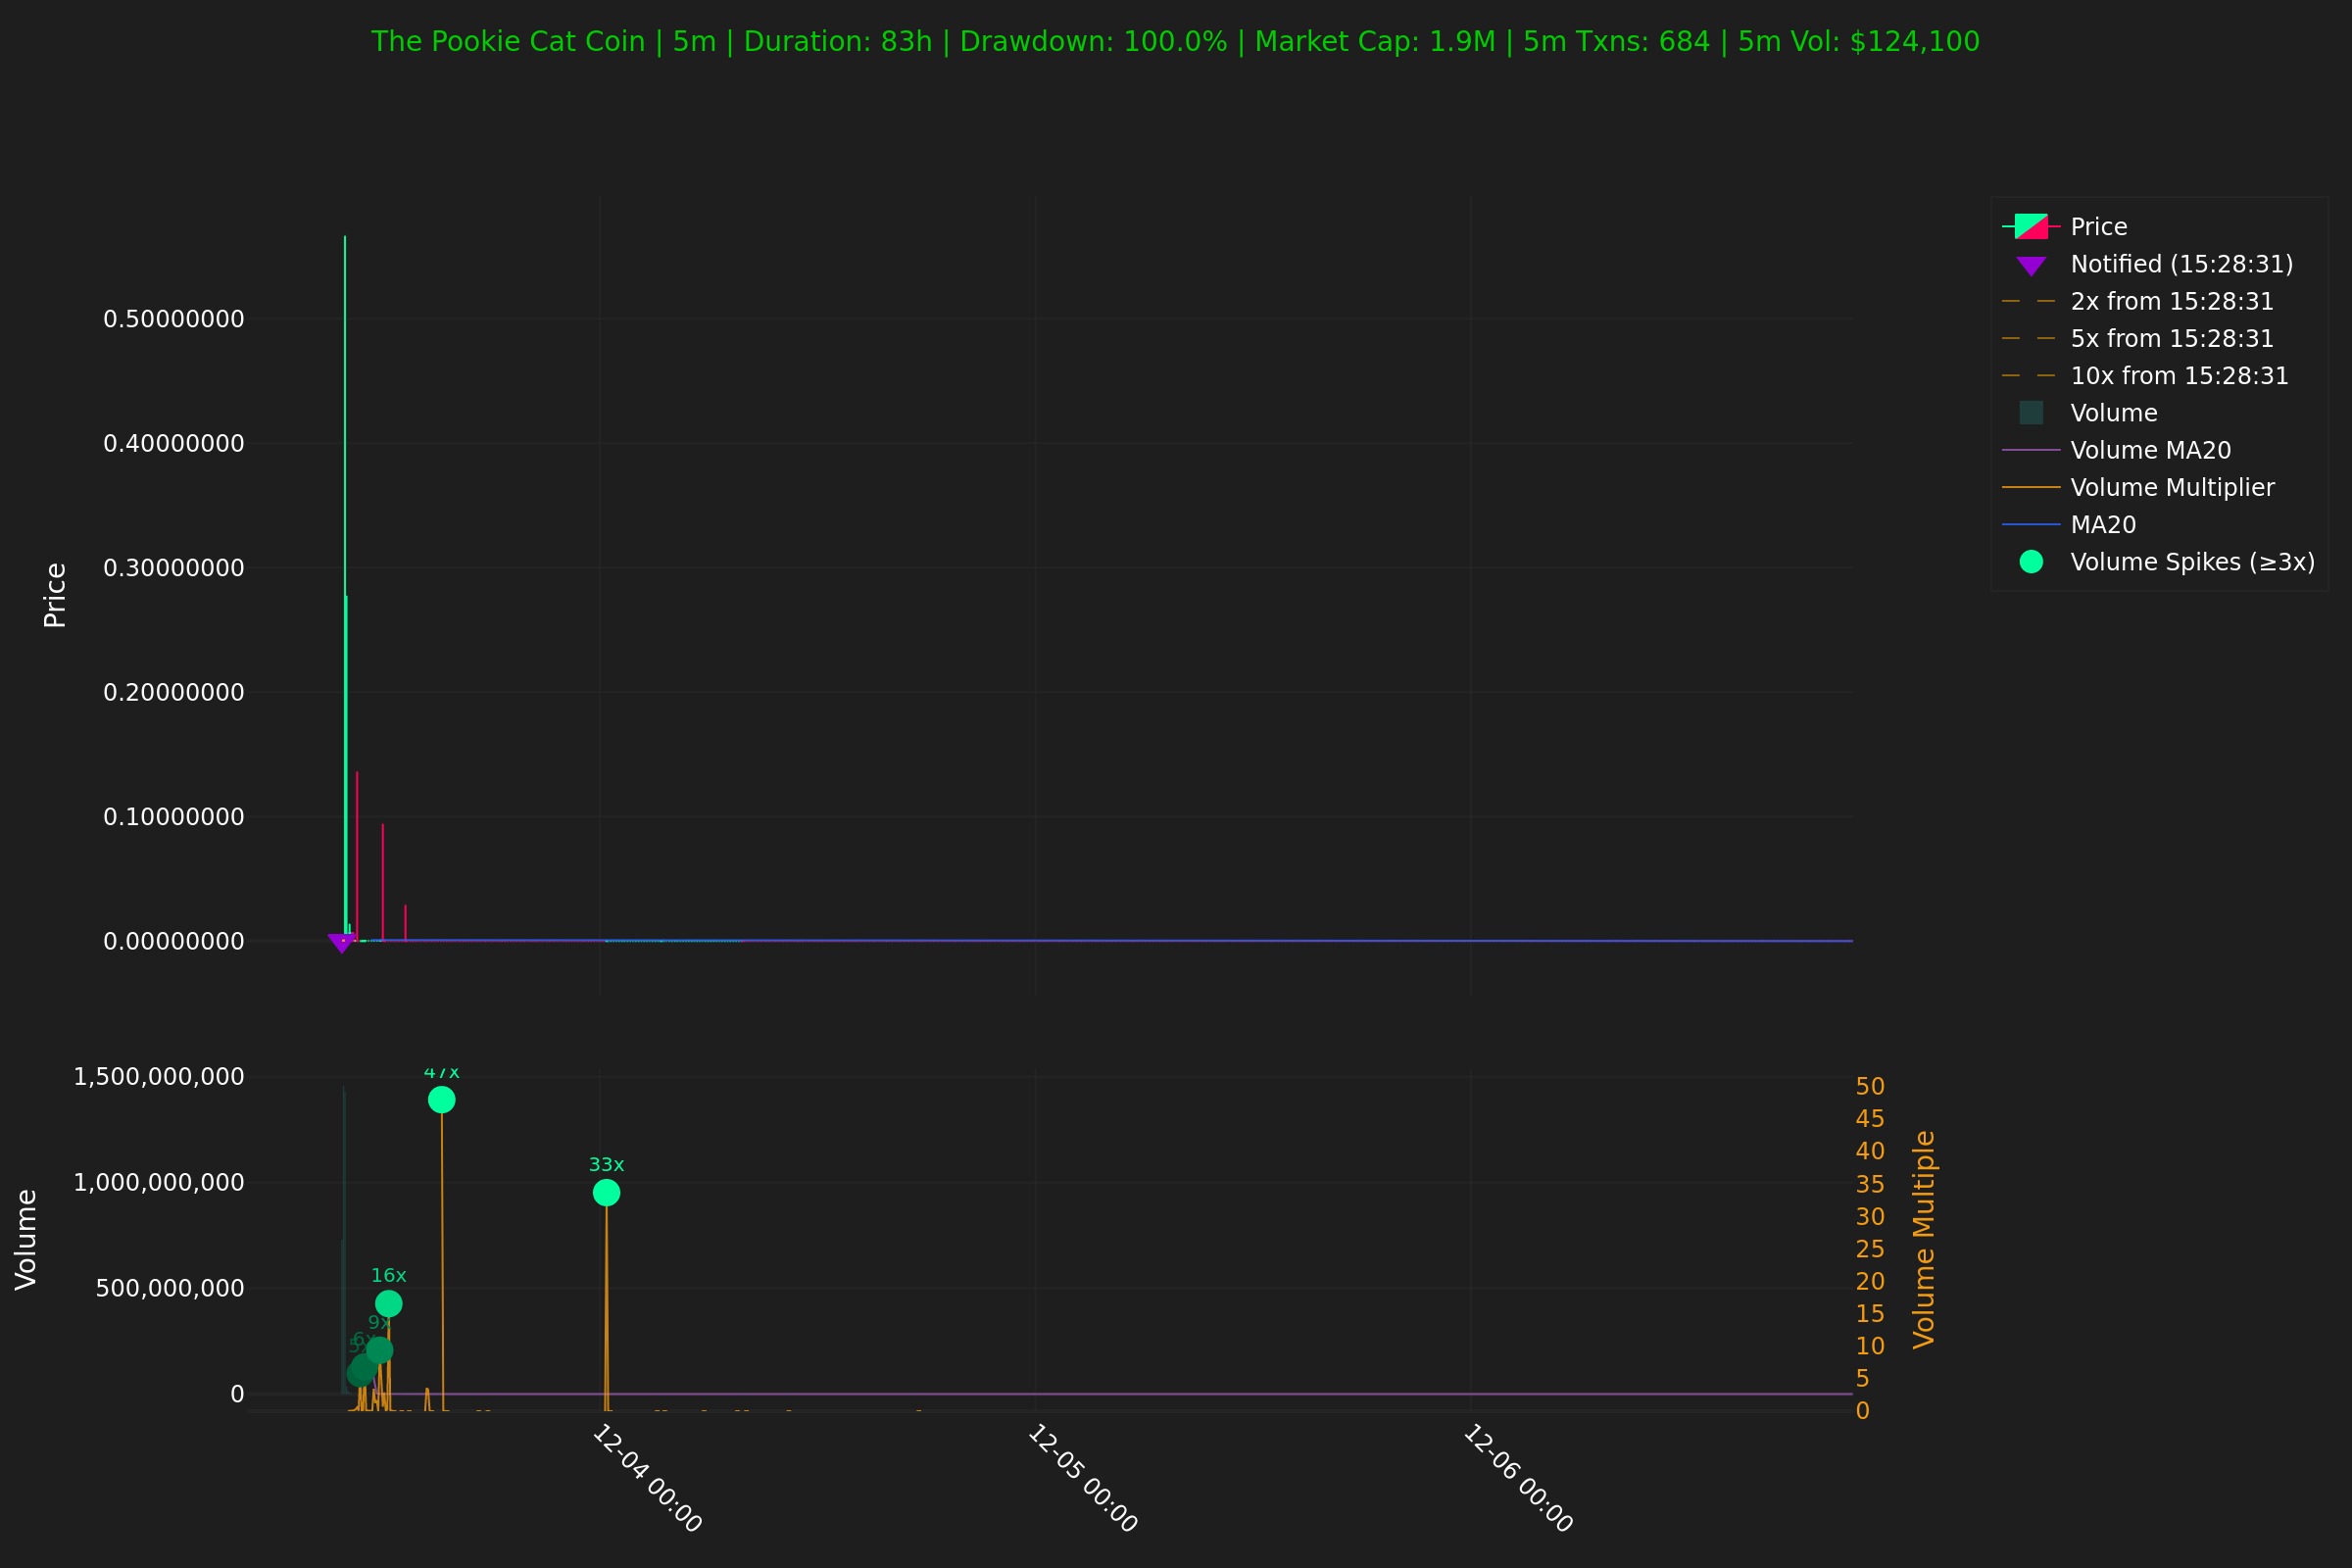 The Pookie Cat Coin | 5m | Duration: 83h | Drawdown: 100.0% | Market Cap: 1.9M | 5m Txns: 684 | 5m Vol: $124,100
Price
0.50000000
0.40000000
0.30000000
0.20000000
0.10000000
0.00000000
Price
Notified (15:28:31)
2x from 15:28:31
5x from 15:28:31
10x from 15:28:31
Volume
Volume MA20
Volume Multiplier
MA20
Volume Spikes (≥3x)
Volume
1,500,000,000
1,000,000,000
500,000,000
0
47x
33x
16x
9x
6x
50
45
40
35
30
25
20
15
10
5
0
Volume Multiple
12-04 00:00
12-05 00:00
12-06 00:00